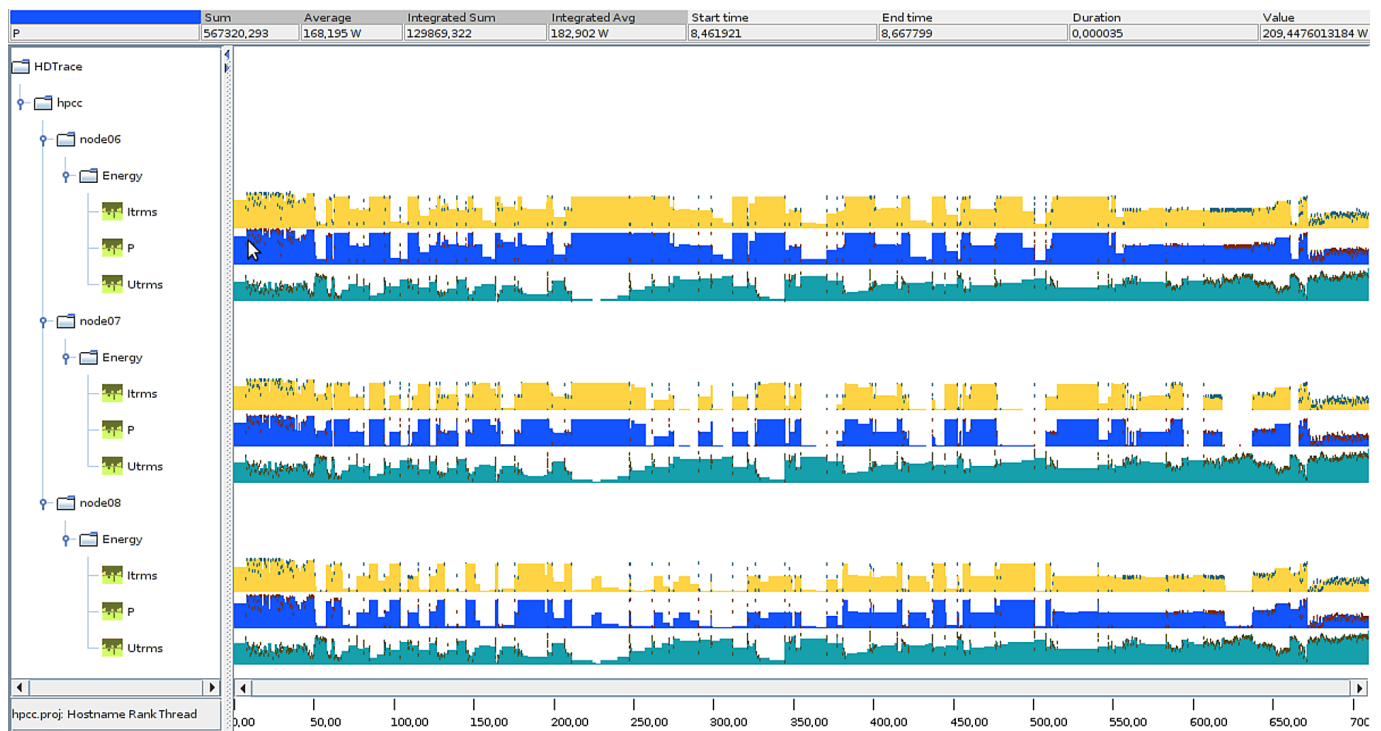 Sum Average Integrated Sum Integrated Avg Start time End time Duration Value
P 567320,293 168,195 W 129869,322 182,902 W 8,461921 8,667799 0,000035 209,4476013184 W
HDTrace
hpcc
node06
Energy
Itrms
P
Utrms
node07
Energy
Itrms
P
Utrms
node08
Energy
Itrms
P
Utrms
hpcc.proj: Hostname Rank Thread
0,00 50,00 100,00 150,00 200,00 250,00 300,00 350,00 400,00 450,00 500,00 550,00 600,00 650,00 700